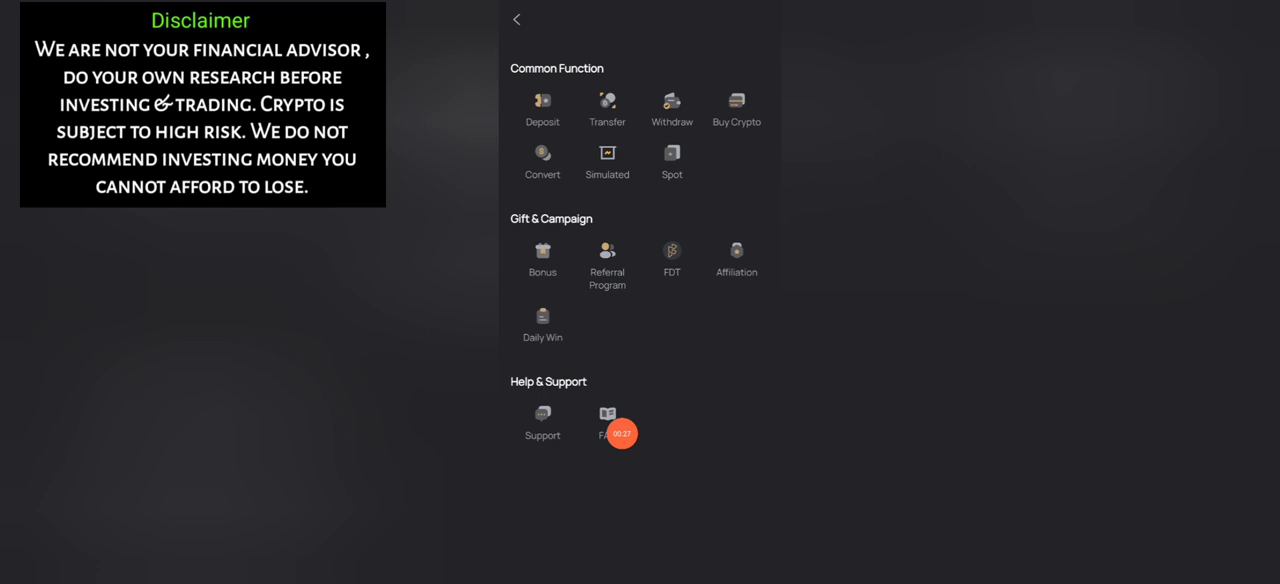 Disclaimer
We are not your financial advisor ,
do your own research before
investing & trading. Crypto is
subject to high risk. We do not
recommend investing money you
cannot afford to lose.
Common Function
Deposit
Transfer
Withdraw
Buy Crypto
Convert
Simulated
Spot
Gift & Campaign
Bonus
Referral
Program
FDT
Affiliation
Daily Win
Help & Support
Support
00:27